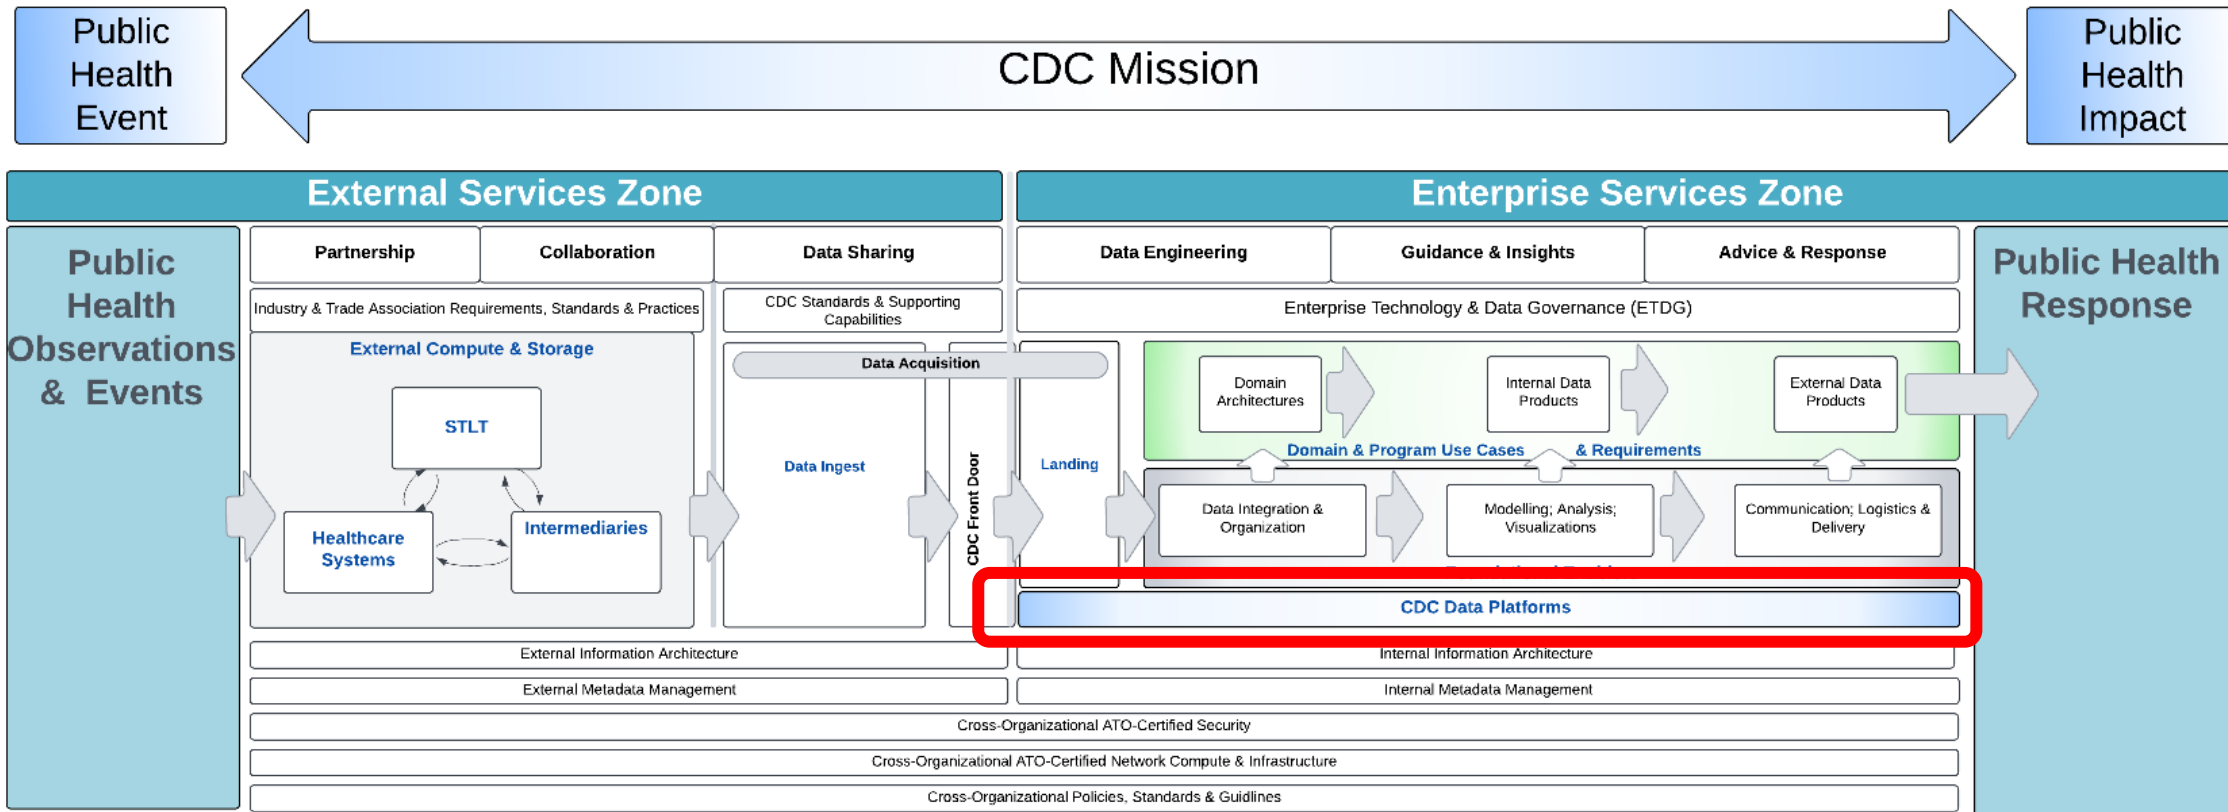 Public
Health
Event
CDC Mission
Public
Health
Impact
External Services Zone
Enterprise Services Zone
Public
Health
Observations
& Events
Partnership
Collaboration
Data Sharing
Data Engineering
Guidance & Insights
Advice & Response
Public Health
Response
Industry & Trade Association Requirements, Standards & Practices
CDC Standards & Supporting
Capabilities
Enterprise Technology & Data Governance (ETDG)
External Compute & Storage
STLT
Healthcare
Systems
Intermediaries
Data Acquisition
Data Ingest
CDC Front Door
Landing
Domain
Architectures
Internal Data
Products
External Data
Products
Domain & Program Use Cases
& Requirements
Data Integration &
Organization
Modelling; Analysis;
Visualizations
Communication; Logistics &
Delivery
CDC Data Platforms
External Information Architecture
Internal Information Architecture
External Metadata Management
Internal Metadata Management
Cross-Organizational ATO-Certified Security
Cross-Organizational ATO-Certified Network Compute & Infrastructure
Cross-Organizational Policies, Standards & Guidlines